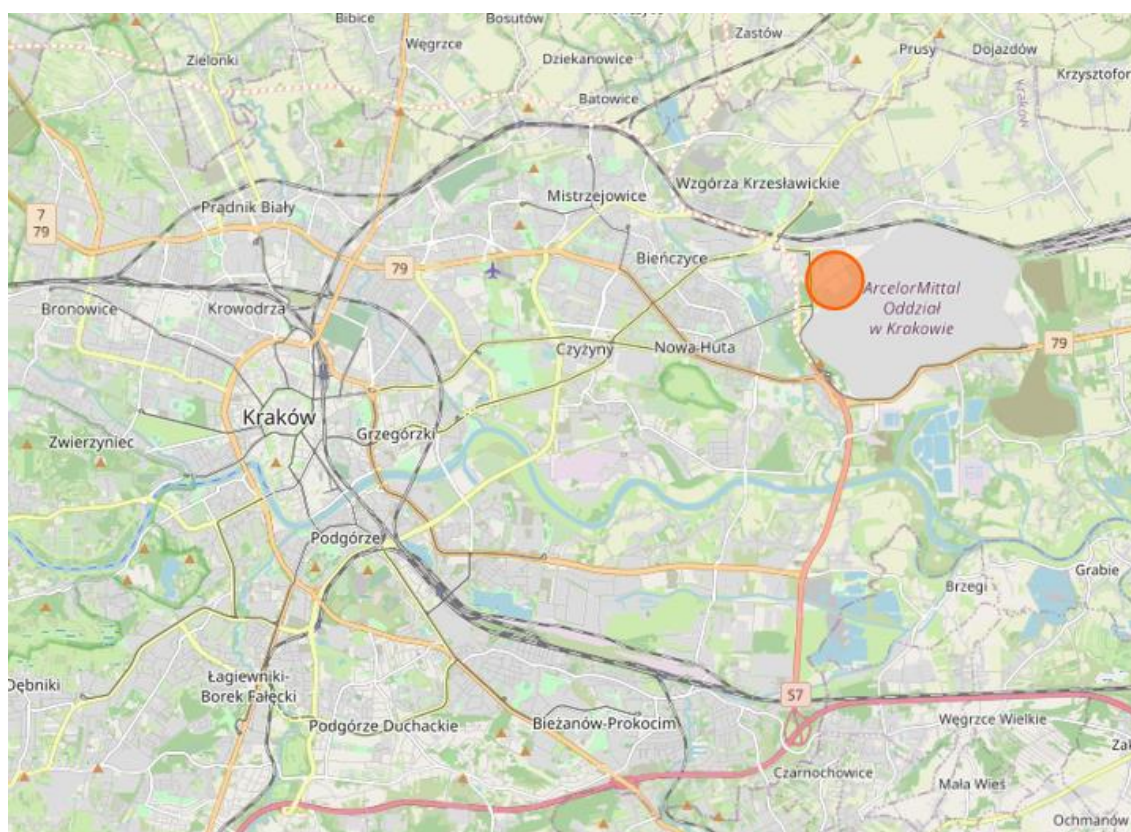 Bibice
Bosutów
Węgrzce
Zielonki
Dziekanowice
Zastów
Prusy
Dojazdów
Krzysztofor
Kraków
Batowice
Mistrzejowice
Wzgórza Krzesławickie
Prądnik Biały
7
79
79
Bieńczyce
ArcelorMittal
Oddział
w Krakowie
Bronowice
Krowodrza
Czyżyny
Nowa-Huta
79
Kraków
Grzegórzki
Zwierzyniec
Podgórze
Brzegi
Grabie
Dębniki
Łagiewniki-
Borek Fałęcki
Podgórze Duchackie
Bieżanów-Prokocim
S7
Węgrzce Wielkie
Zak
Czarnochowice
Mała Wieś
Ochmanów